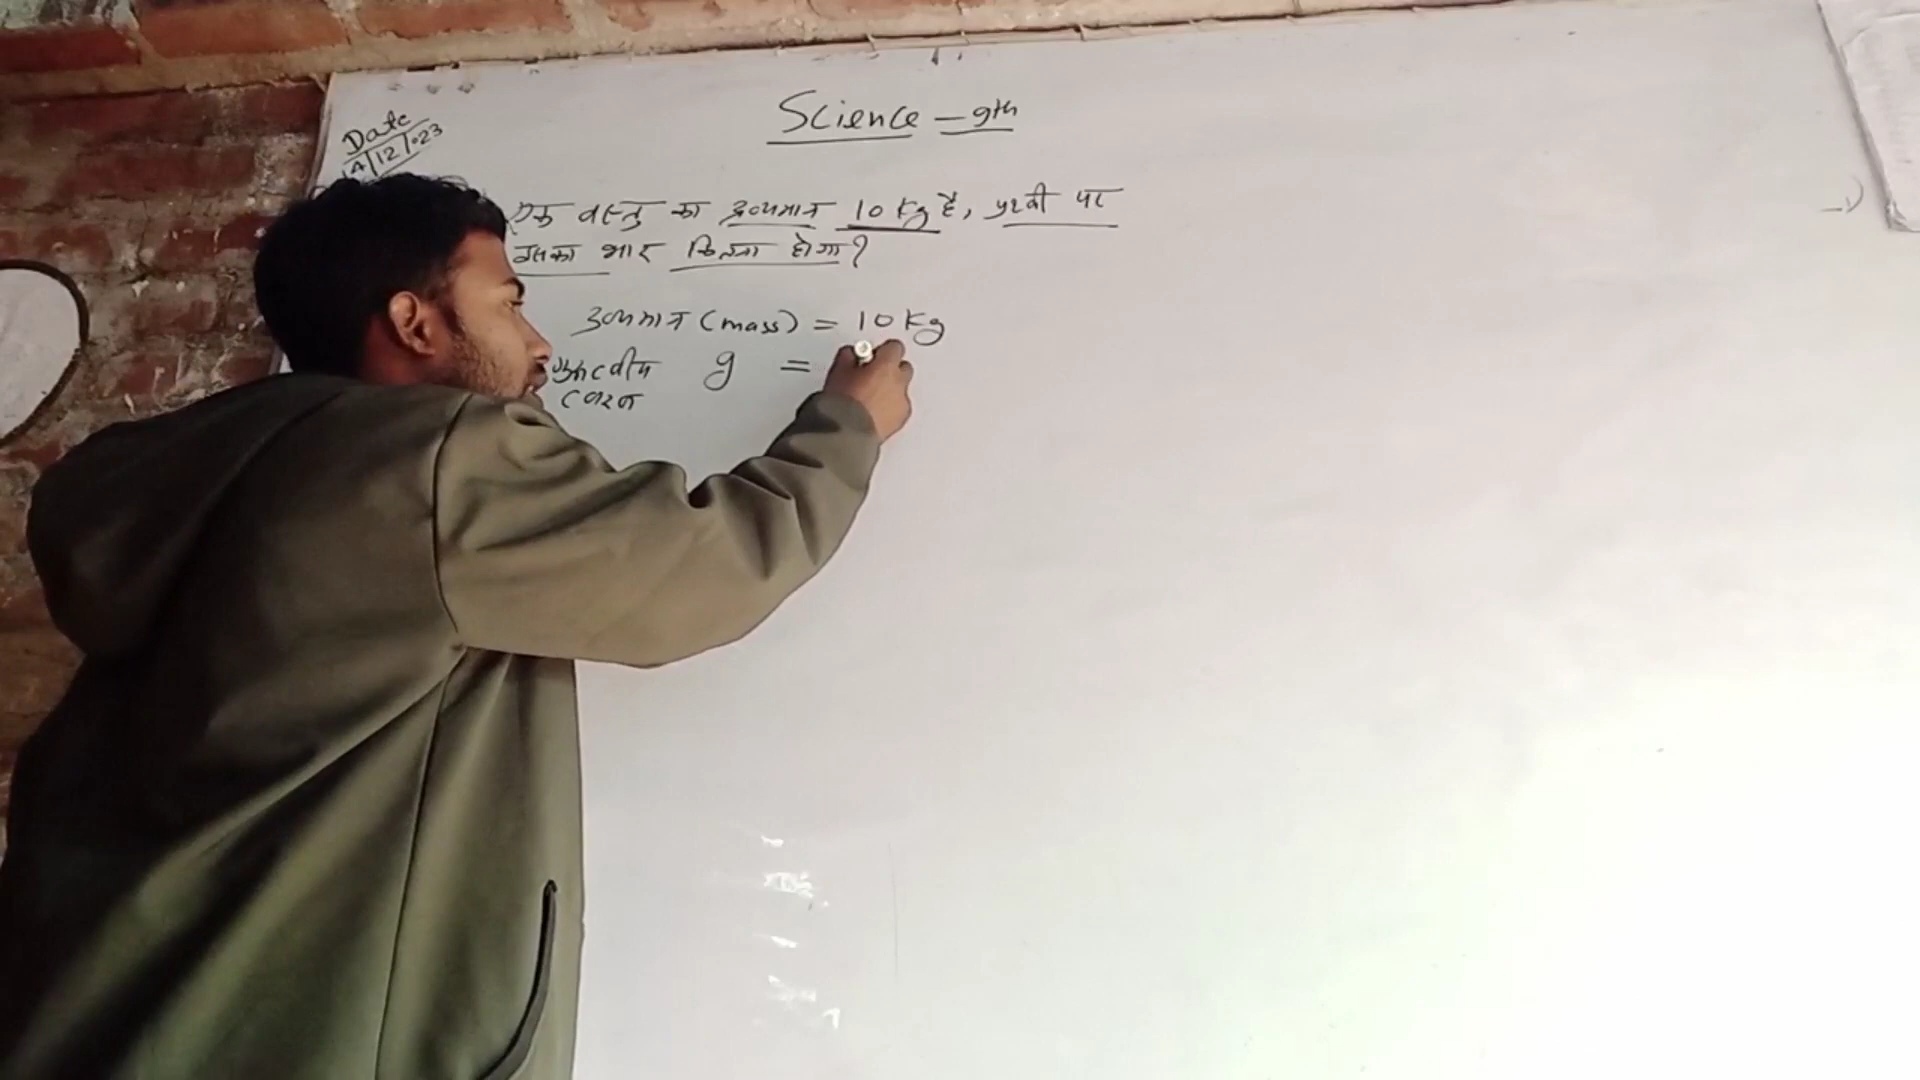 Science - 9th
Date
14/12/023
एक वस्तु का द्रव्यमान 10 kg है, पृथ्वी पर
उसका भार कितना होगा?
द्रव्यमान (mass) = 10 kg
गुरुत्वीय g =
त्वरण